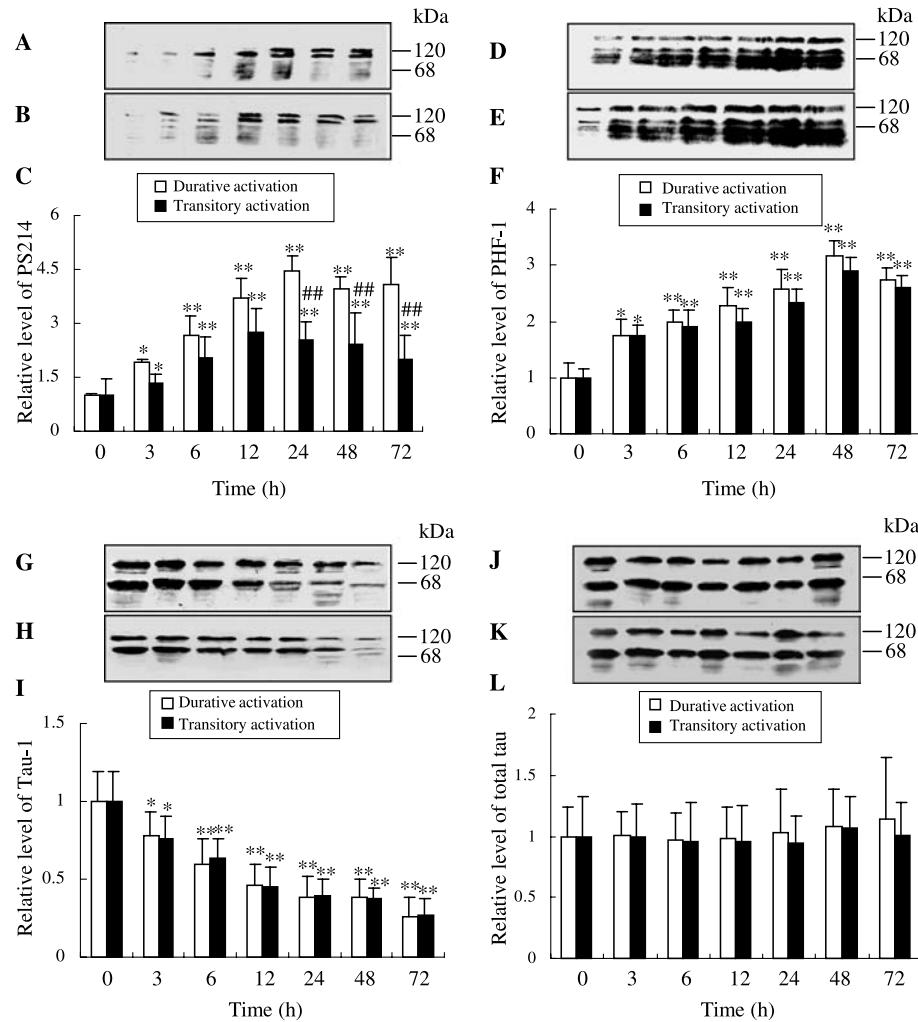 kDa
A
120
68
B
120
68
C
Durative activation
Transitory activation
Relative level of PS214
6
4.5
3
1.5
0
* * ** ** ** ** ** ## ** ** ## ** ** ## **
0 3 6 12 24 48 72
Time (h)
kDa
D
120
68
E
120
68
F
Durative activation
Transitory activation
Relative level of PHF-1
4
3
2
1
0
* * ** ** ** ** ** ** ** ** ** **
0 3 6 12 24 48 72
Time (h)
kDa
G
120
68
H
120
68
I
Durative activation
Transitory activation
Relative level of Tau-1
1.5
1
0.5
0
* * ** ** ** ** ** ** ** ** ** **
0 3 6 12 24 48 72
Time (h)
kDa
J
120
68
K
120
68
L
Durative activation
Transitory activation
Relative level of total tau
2
1.5
1
0.5
0
0 3 6 12 24 48 72
Time (h)